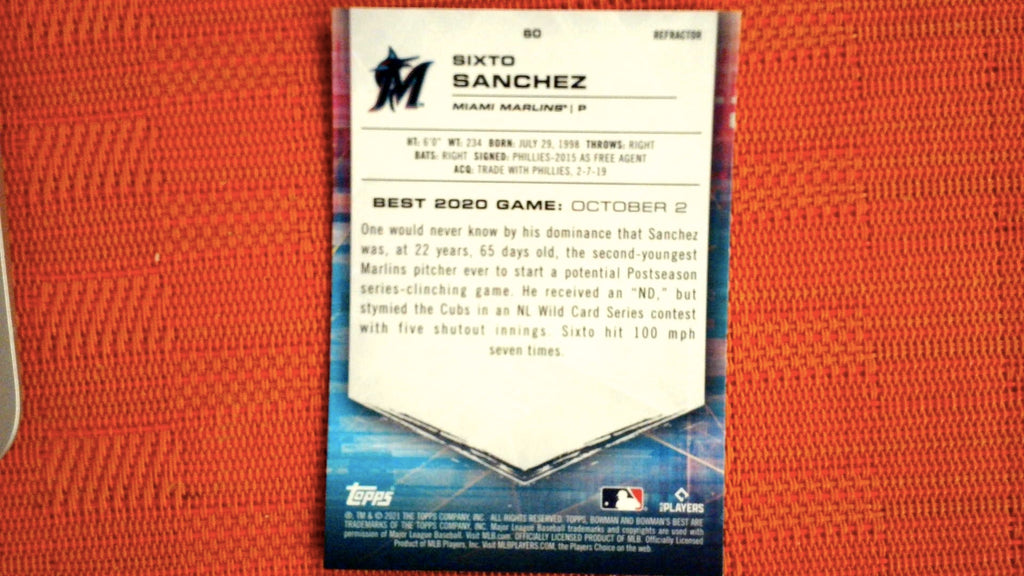 60
REFRACTOR
SIXTO
SANCHEZ
MIAMI MARLINS® | P
HT: 6'0" WT: 234 BORN: JULY 29, 1998 THROWS: RIGHT
BATS: RIGHT SIGNED: PHILLIES-2015 AS FREE AGENT
ACQ: TRADE WITH PHILLIES, 2-7-19
BEST 2020 GAME: OCTOBER 2
One would never know by his dominance that Sanchez
was, at 22 years, 65 days old, the second-youngest
Marlins pitcher ever to start a potential Postseason
series-clinching game. He received an "ND," but
stymied the Cubs in an NL Wild Card Series contest
with five shutout innings. Sixto hit 100 mph
seven times.
Topps
PLAYERS
®, TM & © 2021 THE TOPPS COMPANY, INC. ALL RIGHTS RESERVED. TOPPS, BOWMAN AND BOWMAN'S BEST ARE
TRADEMARKS OF THE TOPPS COMPANY, INC. Major League Baseball trademarks and copyrights are used with
permission of Major League Baseball. Visit MLB.com. OFFICIALLY LICENSED PRODUCT OF MLB. Officially Licensed
Product of MLB Players, Inc. Visit MLBPLAYERS.COM, the Players Choice on the web.